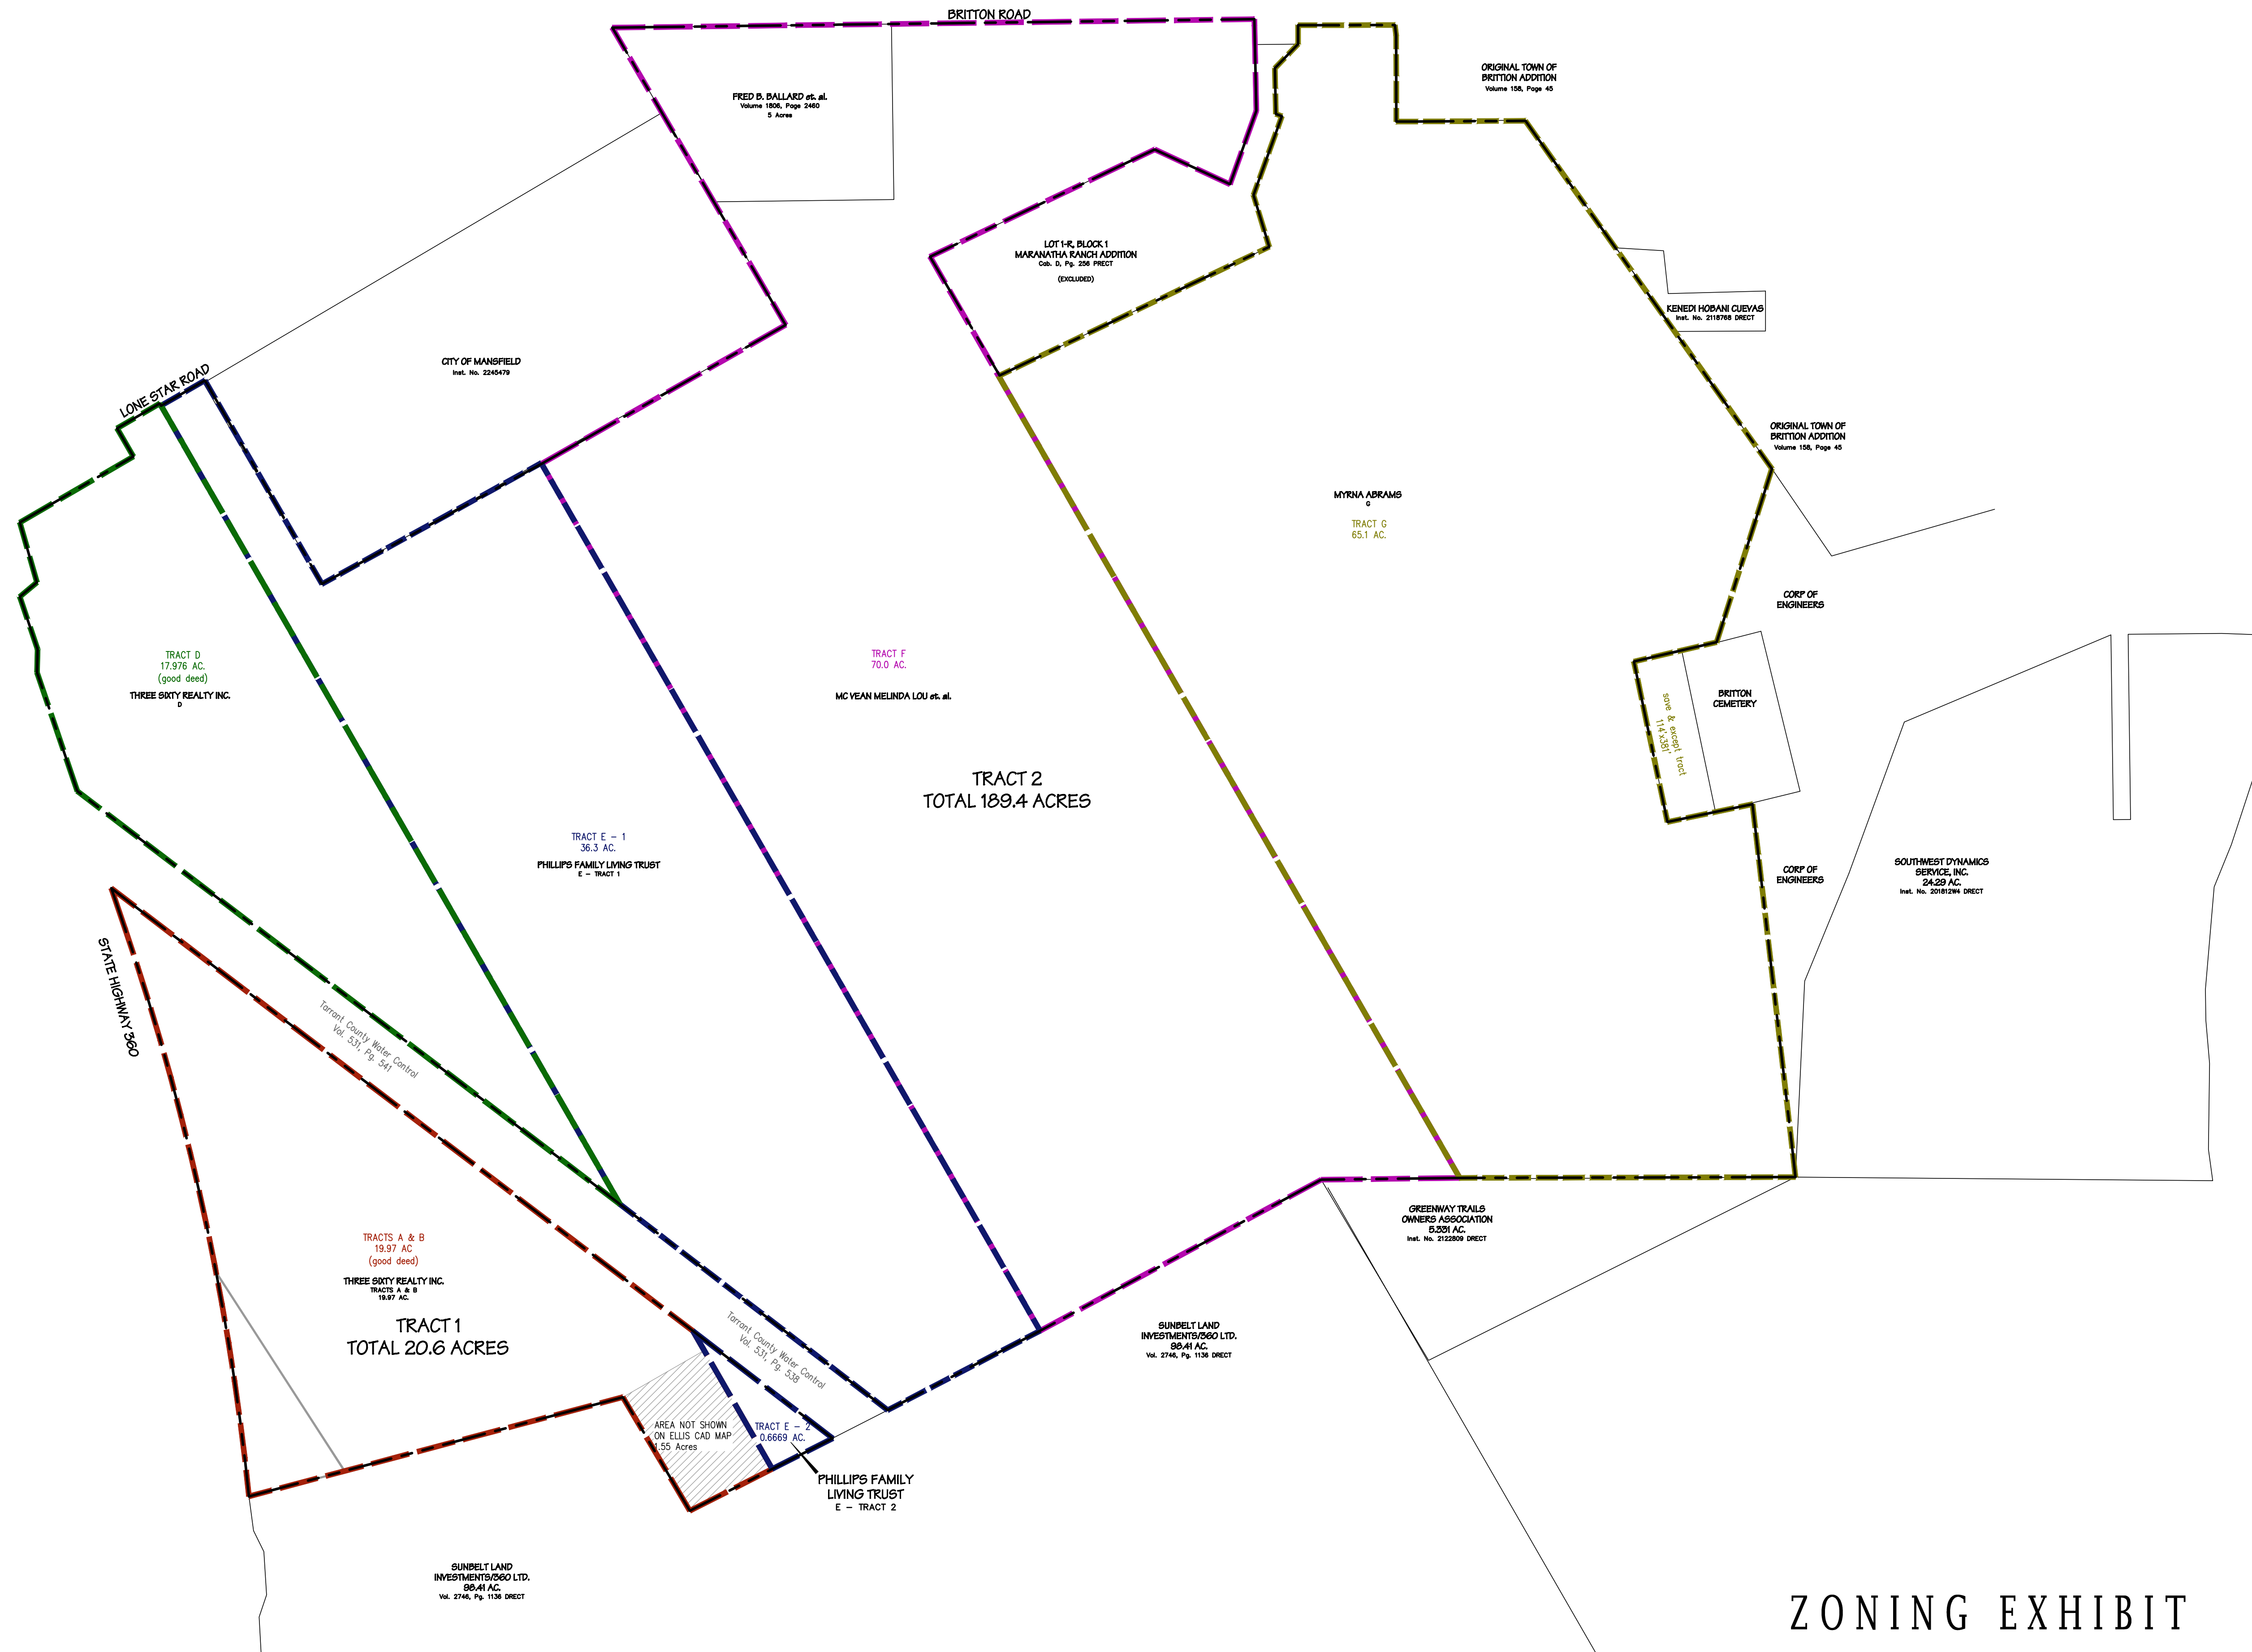 BRITTON ROAD
ORIGINAL TOWN OF
BRITTION ADDITION
Volume 158, Page 45
FRED B. BALLARD et. al.
Volume 1806, Page 2460
5 Acres
LOT 1-R, BLOCK 1
MARANATHA RANCH ADDITION
Cab. D, Pg. 256 PRECT
(EXCLUDED)
KENEDI HOBANI CUEVAS
Inst. No. 2118768 DRECT
CITY OF MANSFIELD
Inst. No. 2245479
LONE STAR ROAD
ORIGINAL TOWN OF
BRITTION ADDITION
Volume 158, Page 45
MYRNA ABRAMS
G
TRACT G
65.1 AC.
CORP OF
ENGINEERS
TRACT D
17.976 AC.
(good deed)
THREE SIXTY REALTY INC.
D
TRACT F
70.0 AC.
MC VEAN MELINDA LOU et. al.
save & except tract
114'x381'
BRITTON
CEMETERY
TRACT 2
TOTAL 189.4 ACRES
TRACT E - 1
36.3 AC.
PHILLIPS FAMILY LIVING TRUST
E - TRACT 1
CORP OF
ENGINEERS
SOUTHWEST DYNAMICS
SERVICE, INC.
24.29 AC.
Inst. No. 201812W4 DRECT
STATE HIGHWAY 360
Tarrant County Water Control
Vol. 531, Pg. 541
TRACTS A & B
19.97 AC
(good deed)
THREE SIXTY REALTY INC.
TRACTS A & B
19.97 AC.
TRACT 1
TOTAL 20.6 ACRES
GREENWAY TRAILS
OWNERS ASSOCIATION
5.331 AC.
Inst. No. 2122809 DRECT
Tarrant County Water Control
Vol. 531, Pg. 538
SUNBELT LAND
INVESTMENTS/360 LTD.
98.41 AC.
Vol. 2746, Pg. 1136 DRECT
AREA NOT SHOWN
ON ELLIS CAD MAP
1.55 Acres
TRACT E - 2
0.6669 AC.
PHILLIPS FAMILY
LIVING TRUST
E - TRACT 2
SUNBELT LAND
INVESTMENTS/360 LTD.
98.41 AC.
Vol. 2746, Pg. 1136 DRECT
ZONING EXHIBIT